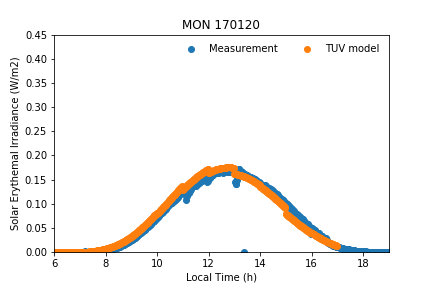 MON 170120
Measurement
TUV model
Solar Erythemal Irradiance (W/m2)
0.45
0.40
0.35
0.30
0.25
0.20
0.15
0.10
0.05
0.00
6 8 10 12 14 16 18
Local Time (h)